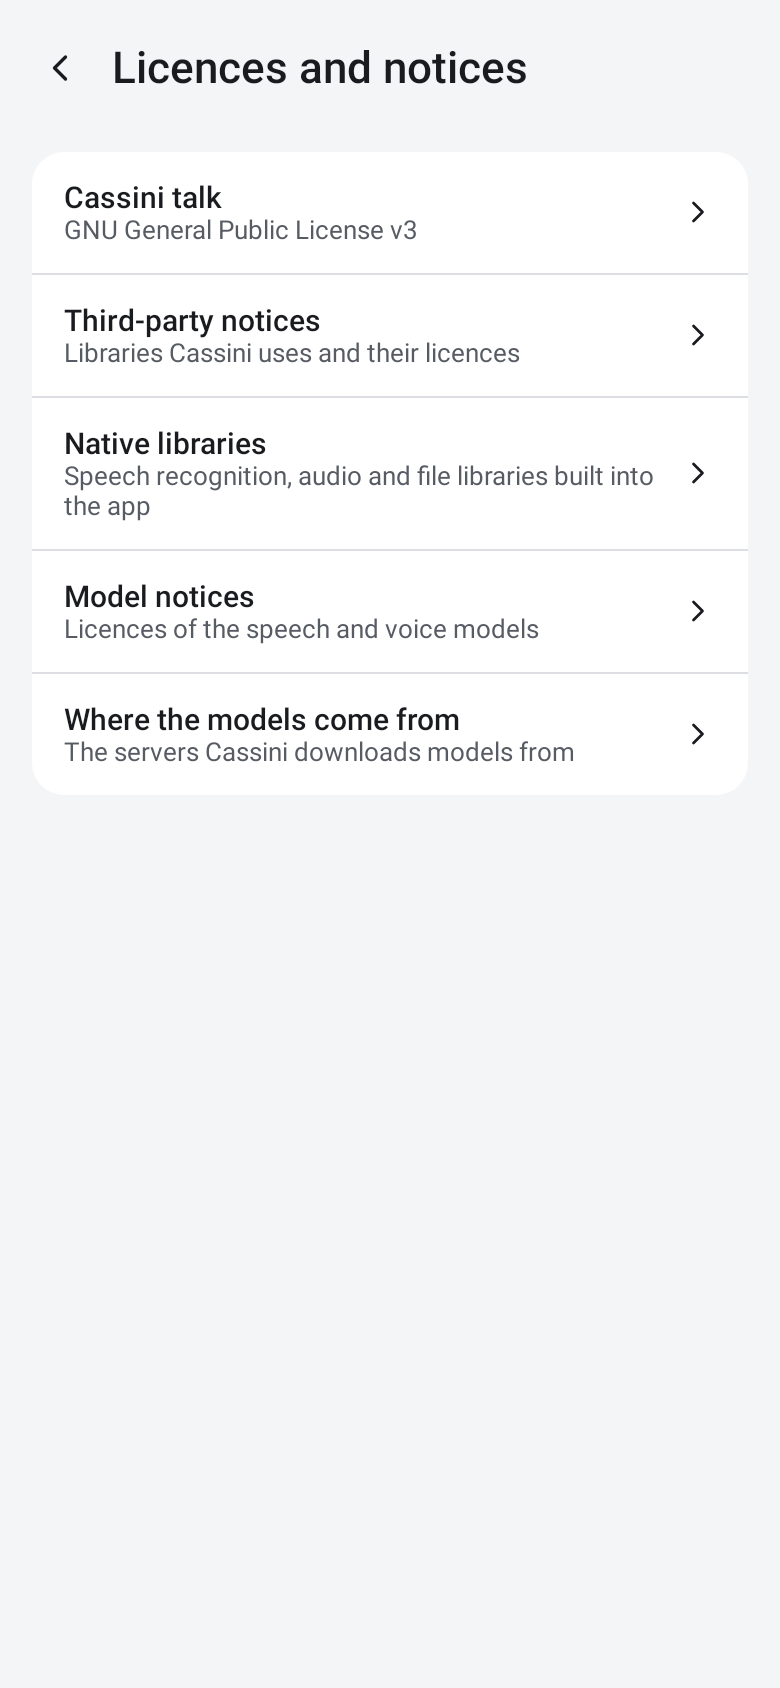 Licences and notices
Cassini talk
GNU General Public License v3
Third-party notices
Libraries Cassini uses and their licences
Native libraries
Speech recognition, audio and file libraries built into
the app
Model notices
Licences of the speech and voice models
Where the models come from
The servers Cassini downloads models from